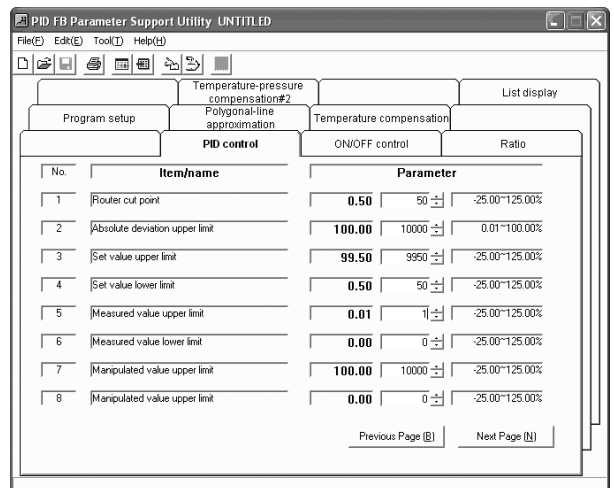 PID FB Parameter Support Utility UNTITLED
File(F) Edit(E) Tool(T) Help(H)
Temperature-pressure
compensation#2
List display
Program setup
Polygonal-line
approximation
Temperature compensation
PID control
ON/OFF control
Ratio
No. Item/name Parameter
1 Router cut point 0.50 50 -25.00~125.00%
2 Absolute deviation upper limit 100.00 10000 0.01~100.00%
3 Set value upper limit 99.50 9950 -25.00~125.00%
4 Set value lower limit 0.50 50 -25.00~125.00%
5 Measured value upper limit 0.01 1 -25.00~125.00%
6 Measured value lower limit 0.00 0 -25.00~125.00%
7 Manipulated value upper limit 100.00 10000 -25.00~125.00%
8 Manipulated value upper limit 0.00 0 -25.00~125.00%
Previous Page (B) Next Page (N)